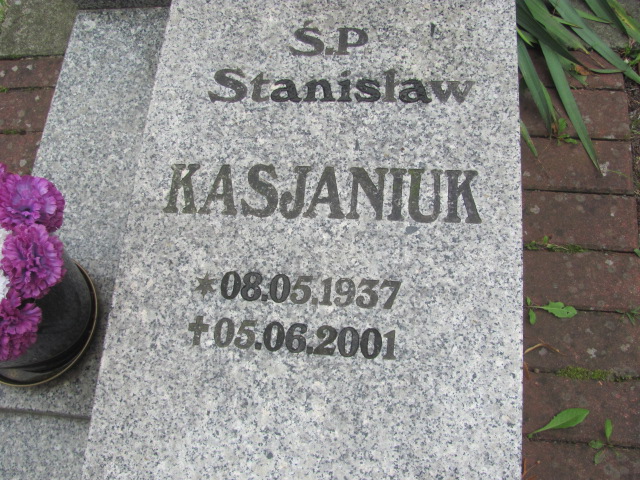 Ś.P
Stanisław
KASJANIUK
*08.05.1937
✝05.06.2001